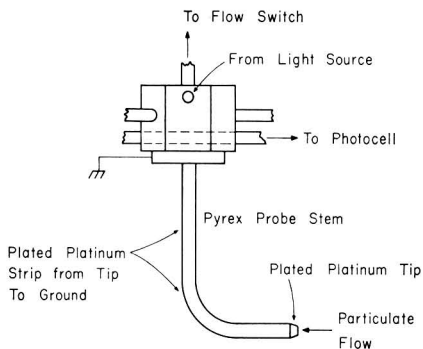 To Flow Switch
From Light Source
To Photocell
Pyrex Probe Stem
Plated Platinum
Strip from Tip
To Ground
Plated Platinum Tip
Particulate
Flow